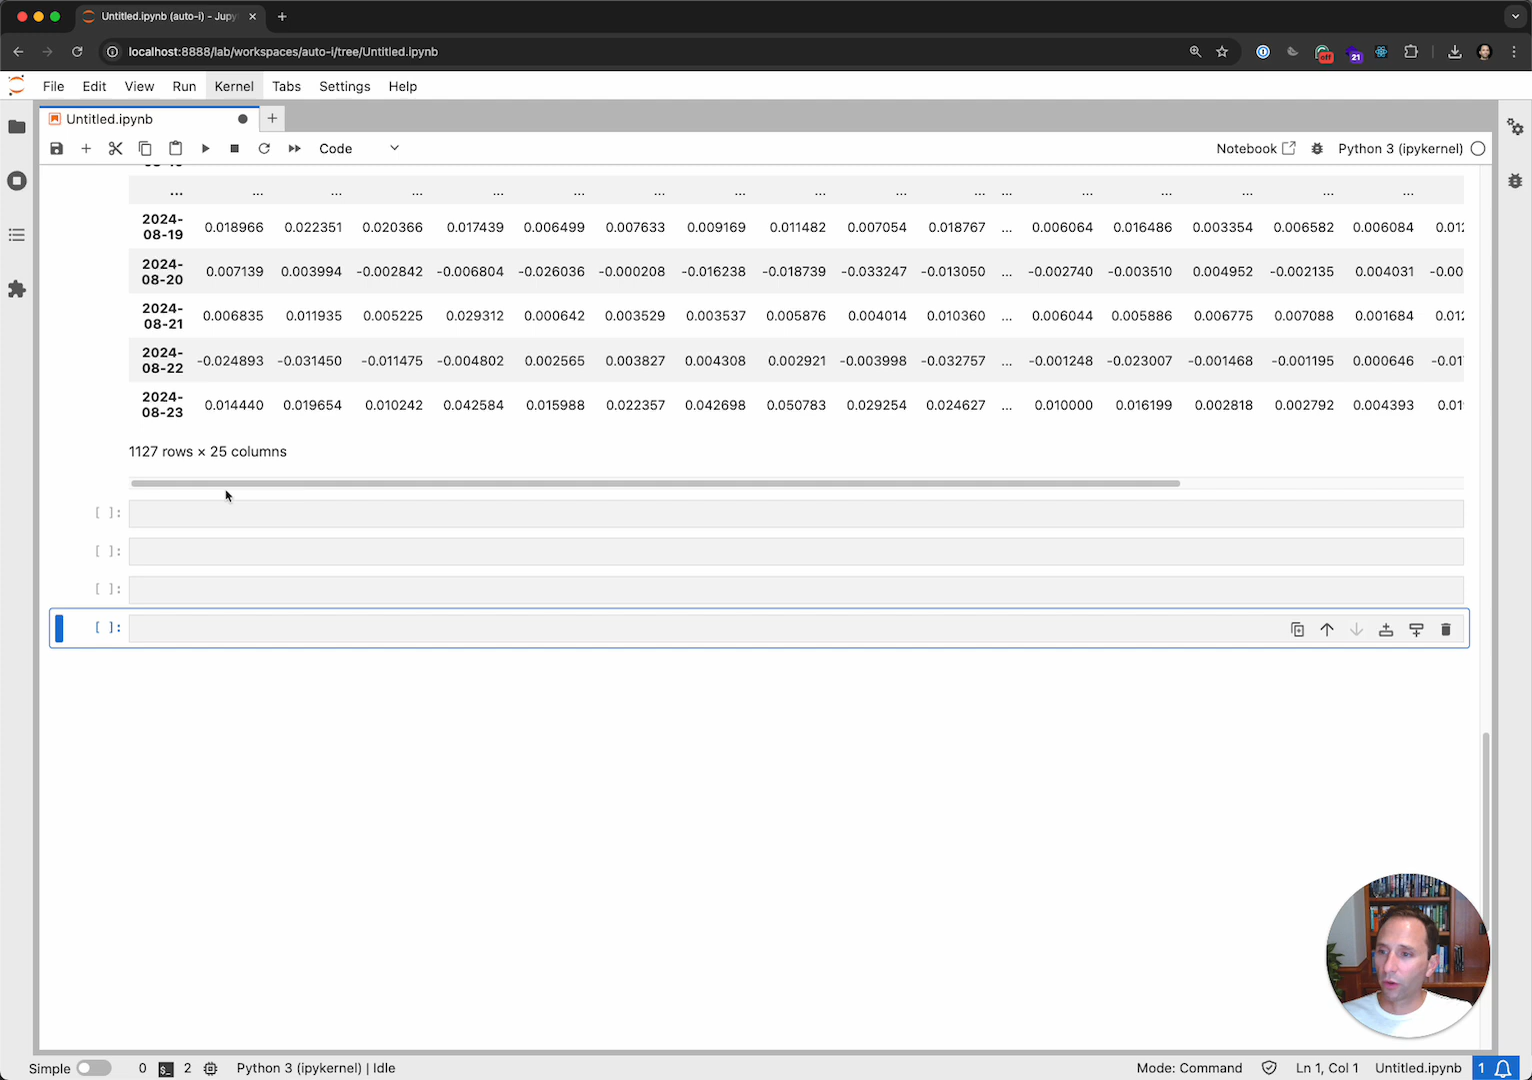 Untitled.ipynb (auto-i) - Jupy
localhost:8888/lab/workspaces/auto-i/tree/Untitled.ipynb
off
21
File Edit View Run Kernel Tabs Settings Help
Untitled.ipynb
Code
Notebook
Python 3 (ipykernel)
... ... ... ... ... ... ... ... ... ... ... ... ... ... ... ... ...
2024-08-19 0.018966 0.022351 0.020366 0.017439 0.006499 0.007633 0.009169 0.011482 0.007054 0.018767 ... 0.006064 0.016486 0.003354 0.006582 0.006084
2024-08-20 0.007139 0.003994 -0.002842 -0.006804 -0.026036 -0.000208 -0.016238 -0.018739 -0.033247 -0.013050 ... -0.002740 -0.003510 0.004952 -0.002135 0.004031 -0.00
2024-08-21 0.006835 0.011935 0.005225 0.029312 0.000642 0.003529 0.003537 0.005876 0.004014 0.010360 ... 0.006044 0.005886 0.006775 0.007088 0.001684
2024-08-22 -0.024893 -0.031450 -0.011475 -0.004802 0.002565 0.003827 0.004308 0.002921 -0.003998 -0.032757 ... -0.001248 -0.023007 -0.001468 -0.001195 0.000646
2024-08-23 0.014440 0.019654 0.010242 0.042584 0.015988 0.022357 0.042698 0.050783 0.029254 0.024627 ... 0.010000 0.016199 0.002818 0.002792 0.004393
1127 rows × 25 columns
[ ]:
[ ]:
[ ]:
[ ]:
Simple 0 2 Python 3 (ipykernel) | Idle
Mode: Command Ln 1, Col 1 Untitled.ipynb 1